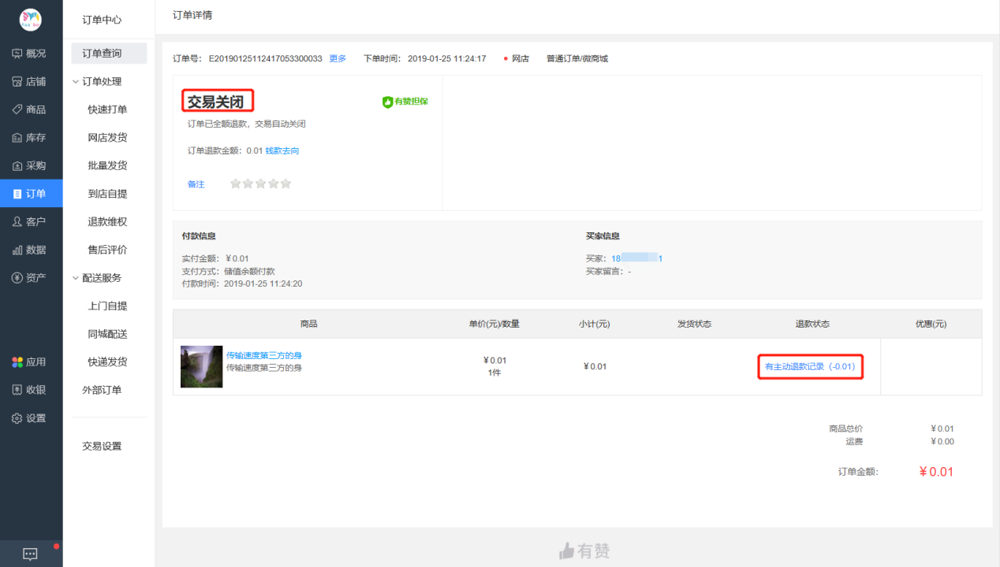 概况
店铺
商品
库存
采购
订单
客户
数据
资产
应用
收银
设置
订单中心
订单查询
订单处理
快速打单
网店发货
批量发货
到店自提
退款维权
售后评价
配送服务
上门自提
同城配送
快递发货
外部订单
交易设置
订单详情
订单号： E20190125112417053300033 更多 下单时间： 2019-01-25 11:24:17 网店 普通订单/微商城
交易关闭 有赞担保
订单已全额退款，交易自动关闭
订单退款金额：0.01 钱款去向
备注
付款信息
实付金额：￥0.01
支付方式：储值余额付款
付款时间：2019-01-25 11:24:20
买家信息
买家：18 1
买家留言：-
商品 单价(元)/数量 小计(元) 发货状态 退款状态 优惠(元)
传输速度第三方的身
传输速度第三方的身
￥0.01
1件
￥0.01
有主动退款记录（-0.01）
商品总价 ￥0.01
运费 ￥0.00
订单金额： ￥0.01
有赞